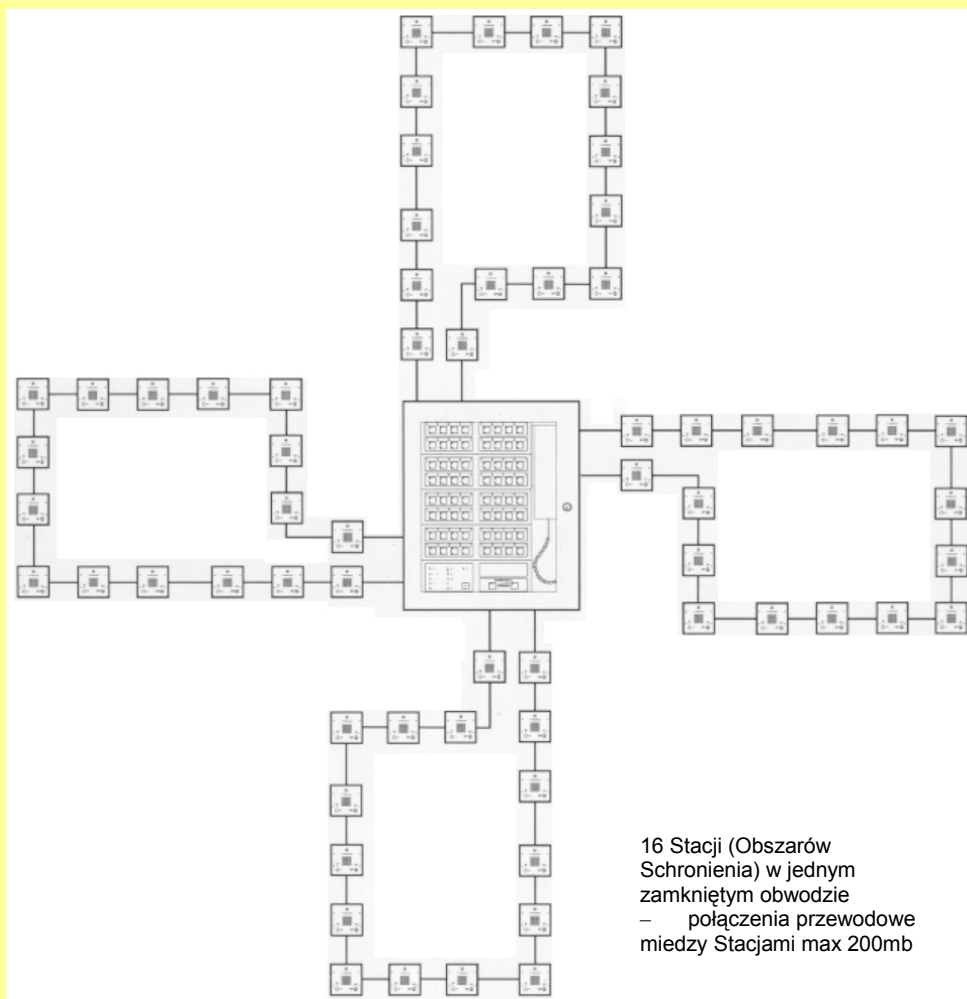 16 Stacji (Obszarów
Schronienia) w jednym
zamkniętym obwodzie
– połączenia przewodowe
miedzy Stacjami max 200mb